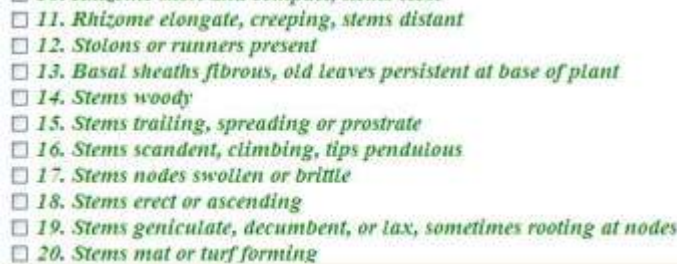 11. Rhizome elongate, creeping, stems distant
12. Stolons or runners present
13. Basal sheaths fibrous, old leaves persistent at base of plant
14. Stems woody
15. Stems trailing, spreading or prostrate
16. Stems scandent, climbing, tips pendulous
17. Stems nodes swollen or brittle
18. Stems erect or ascending
19. Stems geniculate, decumbent, or lax, sometimes rooting at nodes
20. Stems mat or turf forming